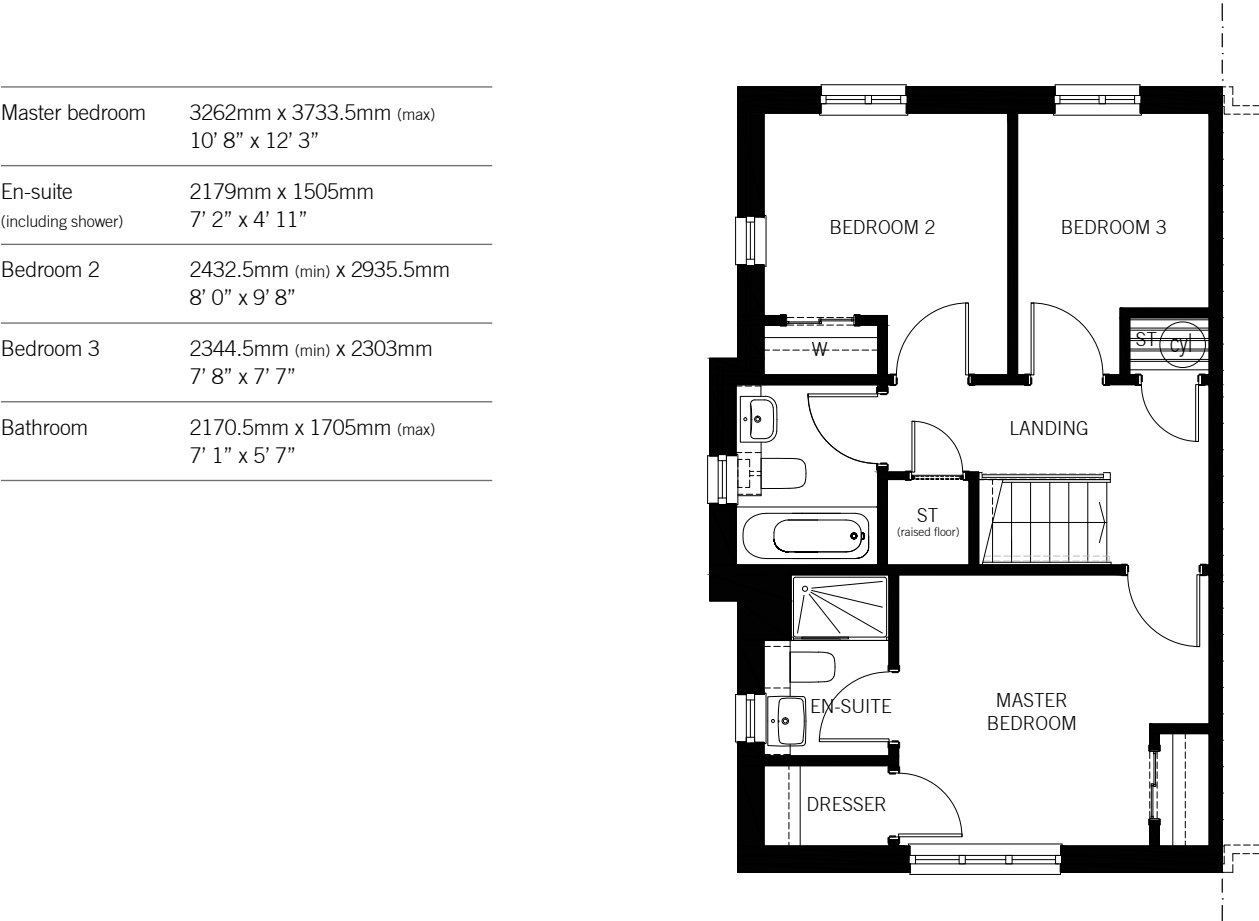 Master bedroom 3262mm x 3733.5mm (max)
10’ 8” x 12’ 3”
En-suite 2179mm x 1505mm
(including shower) 7’ 2” x 4’ 11”
Bedroom 2 2432.5mm (min) x 2935.5mm
8’ 0” x 9’ 8”
Bedroom 3 2344.5mm (min) x 2303mm
7’ 8” x 7’ 7”
Bathroom 2170.5mm x 1705mm (max)
7’ 1” x 5’ 7”
BEDROOM 2
BEDROOM 3
W
ST
cyl
LANDING
ST
(raised floor)
EN-SUITE
MASTER
BEDROOM
DRESSER